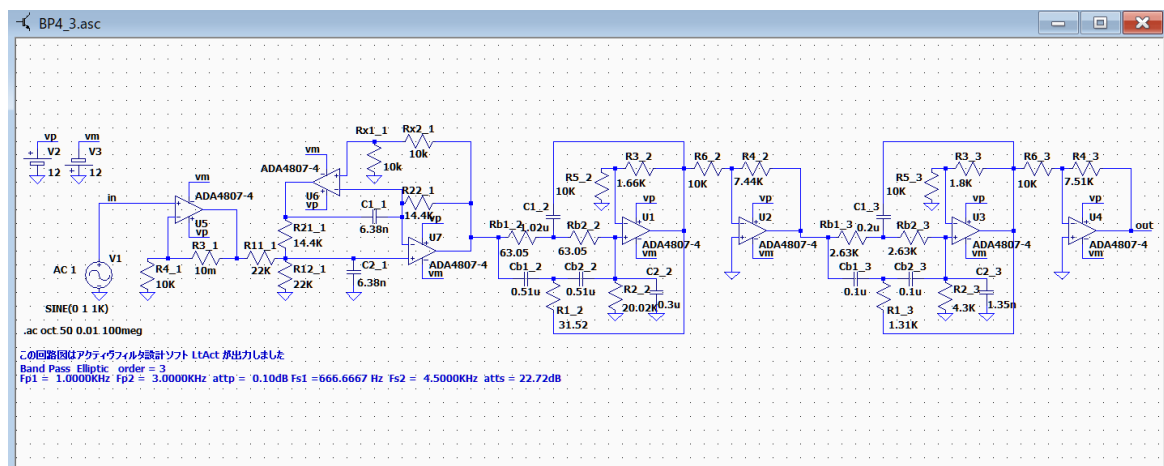 BP4_3.asc
vp
vm
V2
V3
12
12
in
V1
AC 1
SINE(0 1 1K)
vm
ADA4807-4
U5
vp
R3_1
10m
R4_1
10K
R11_1
22K
R21_1
14.4K
R12_1
22K
C2_1
6.38n
vm
ADA4807-4
U6
vp
C1_1
6.38n
Rx1_1
10k
Rx2_1
10k
R22_1
14.4K
vp
U7
ADA4807-4
vm
Rb1_2
63.05
C1_2
1.02u
Rb2_2
63.05
Cb1_2
0.51u
Cb2_2
0.51u
R1_2
31.52
R5_2
10K
R3_2
1.66K
vp
U1
ADA4807-4
vm
R2_2
20.02K
C2_2
0.3u
R6_2
10K
R4_2
7.44K
vp
U2
ADA4807-4
vm
Rb1_3
2.63K
C1_3
0.2u
Rb2_3
2.63K
Cb1_3
0.1u
Cb2_3
0.1u
R1_3
1.31K
R5_3
10K
R3_3
1.8K
vp
U3
ADA4807-4
vm
R2_3
4.3K
C2_3
1.35n
R6_3
10K
R4_3
7.51K
vp
U4
ADA4807-4
vm
out
.ac oct 50 0.01 100meg
この回路図はアクティヴフィルタ設計ソフト LtAct が出力しました
Band Pass Elliptic order = 3
Fp1 = 1.0000KHz Fp2 = 3.0000KHz attp = 0.10dB Fs1 =666.6667 Hz Fs2 = 4.5000KHz atts = 22.72dB